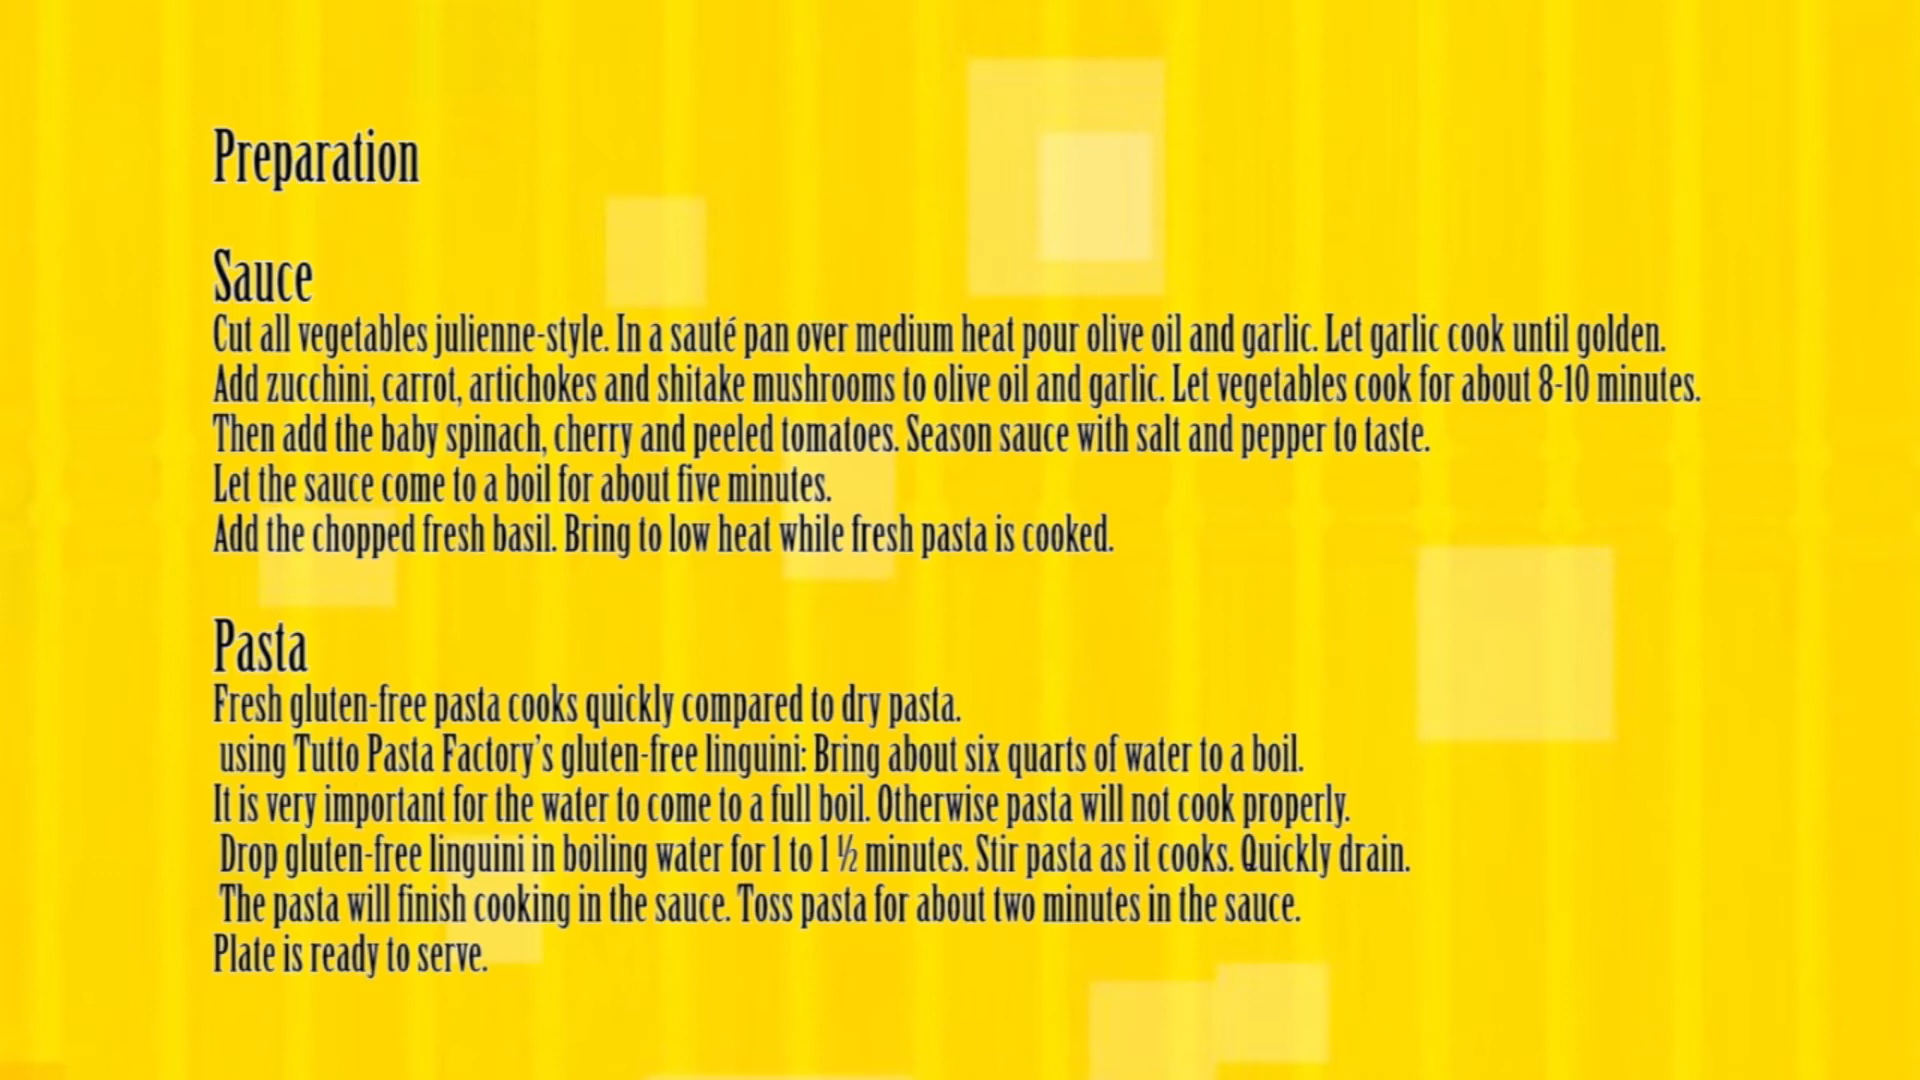 Preparation
Sauce
Cut all vegetables julienne-style. In a sauté pan over medium heat pour olive oil and garlic. Let garlic cook until golden.
Add zucchini, carrot, artichokes and shitake mushrooms to olive oil and garlic. Let vegetables cook for about 8-10 minutes.
Then add the baby spinach, cherry and peeled tomatoes. Season sauce with salt and pepper to taste.
Let the sauce come to a boil for about five minutes.
Add the chopped fresh basil. Bring to low heat while fresh pasta is cooked.
Pasta
Fresh gluten-free pasta cooks quickly compared to dry pasta.
using Tutto Pasta Factory's gluten-free linguini: Bring about six quarts of water to a boil.
It is very important for the water to come to a full boil. Otherwise pasta will not cook properly.
Drop gluten-free linguini in boiling water for 1 to 1 ½ minutes. Stir pasta as it cooks. Quickly drain.
The pasta will finish cooking in the sauce. Toss pasta for about two minutes in the sauce.
Plate is ready to serve.